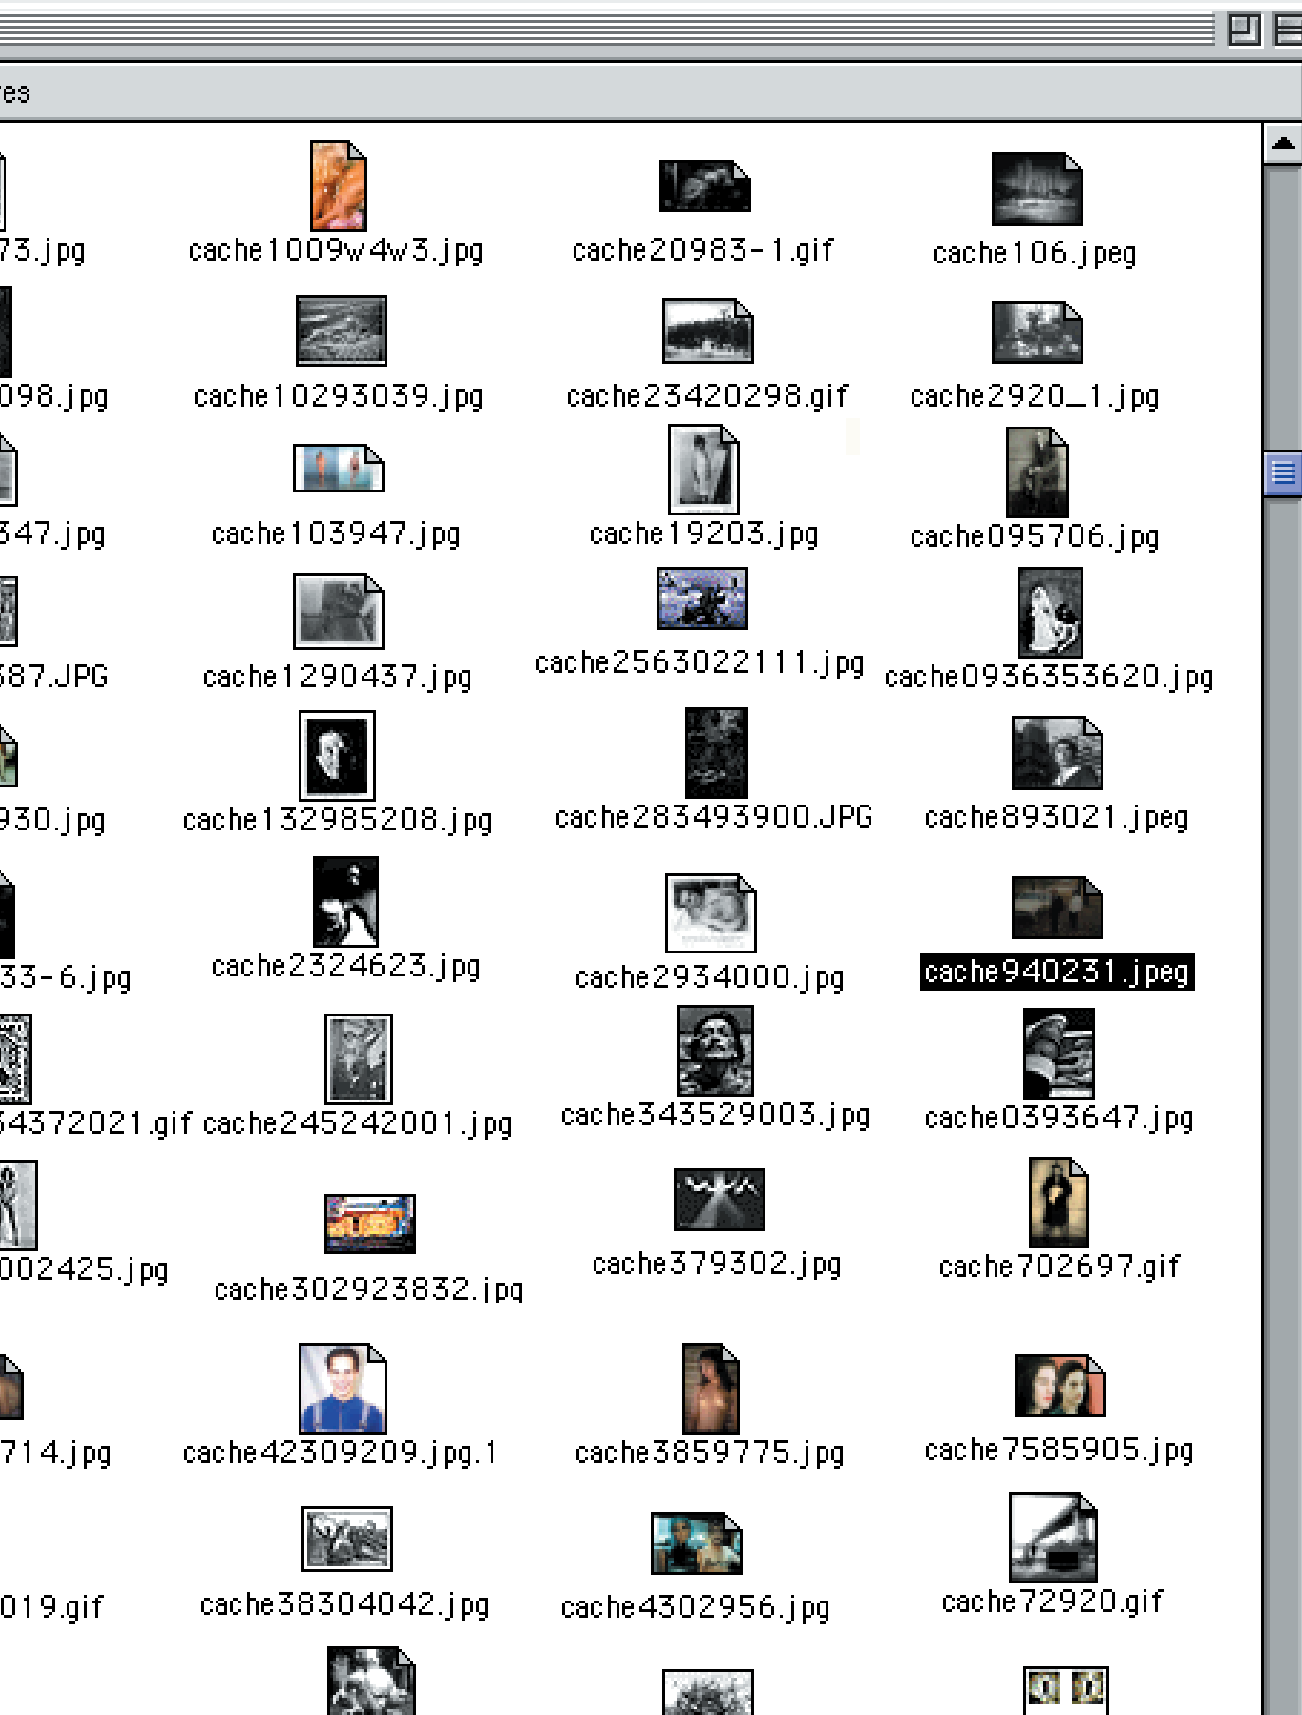 es
73.jpg cache1009w4w3.jpg cache20983-1.gif cache106.jpeg
098.jpg cache10293039.jpg cache23420298.gif cache2920_1.jpg
347.jpg cache103947.jpg cache19203.jpg cache095706.jpg
387.JPG cache1290437.jpg cache2563022111.jpg cache0936353620.jpg
930.jpg cache132985208.jpg cache283493900.JPG cache893021.jpeg
33-6.jpg cache2324623.jpg cache2934000.jpg cache940231.jpeg
34372021.gif cache245242001.jpg cache343529003.jpg cache0393647.jpg
002425.jpg cache302923832.jpg cache379302.jpg cache702697.gif
714.jpg cache42309209.jpg.1 cache3859775.jpg cache7585905.jpg
019.gif cache38304042.jpg cache4302956.jpg cache72920.gif